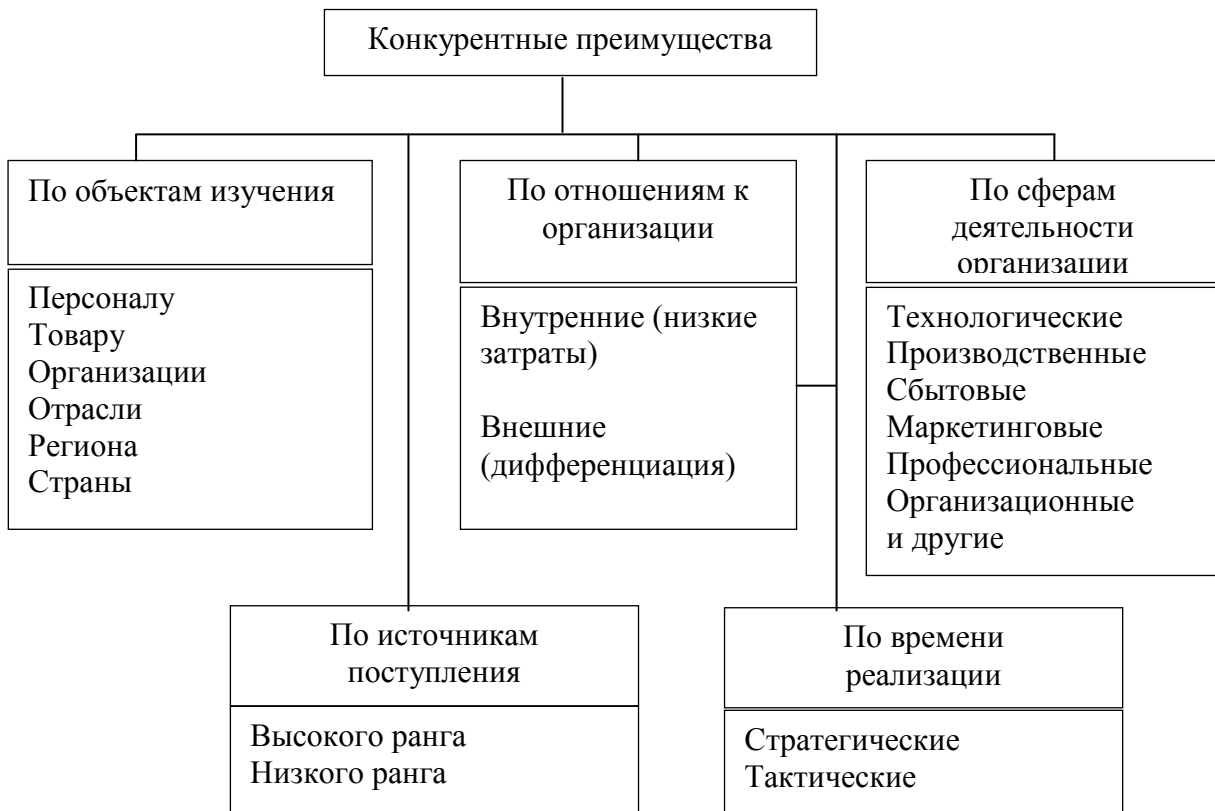 Конкурентные преимущества
По объектам изучения
Персоналу
Товару
Организации
Отрасли
Региона
Страны
По отношениям к
организации
Внутренние (низкие
затраты)
Внешние
(дифференциация)
По сферам
деятельности
организации
Технологические
Производственные
Сбытовые
Маркетинговые
Профессиональные
Организационные
и другие
По источникам
поступления
Высокого ранга
Низкого ранга
По времени
реализации
Стратегические
Тактические